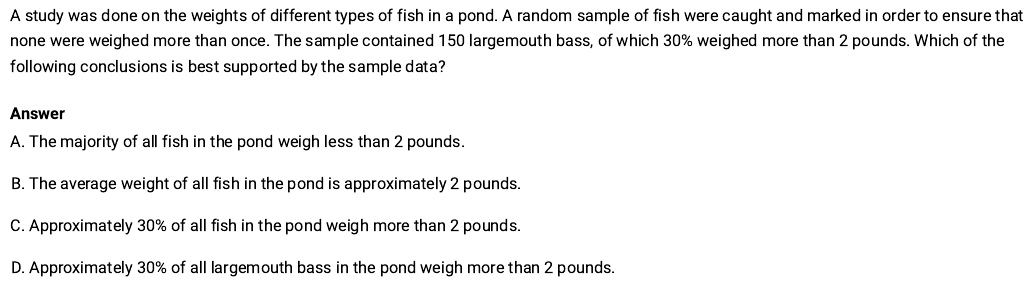 A study was done on the weights of different types of fish in a pond. A random sample of fish were caught and marked in order to ensure that
none were weighed more than once. The sample contained 150 largemouth bass, of which 30% weighed more than 2 pounds. Which of the
following conclusions is best supported by the sample data?
Answer
A. The majority of all fish in the pond weigh less than 2 pounds.
B. The average weight of all fish in the pond is approximately 2 pounds.
C. Approximately 30% of all fish in the pond weigh more than 2 pounds.
D. Approximately 30% of all largemouth bass in the pond weigh more than 2 pounds.